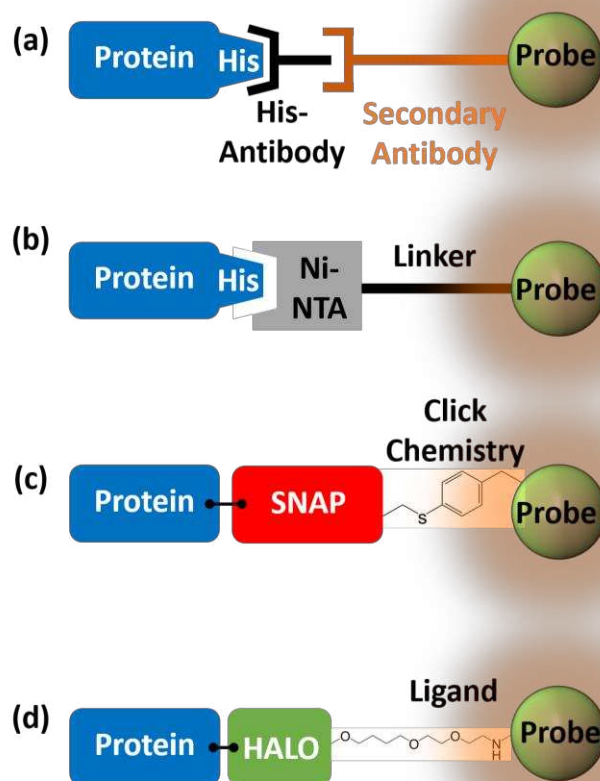 (a)
Protein His Probe
His- Secondary
Antibody Antibody
(b)
Linker
Protein His Ni- Probe
NTA
Click
Chemistry
(c)
Protein SNAP S Probe
Ligand
(d)
Protein HALO O O O N Probe
H